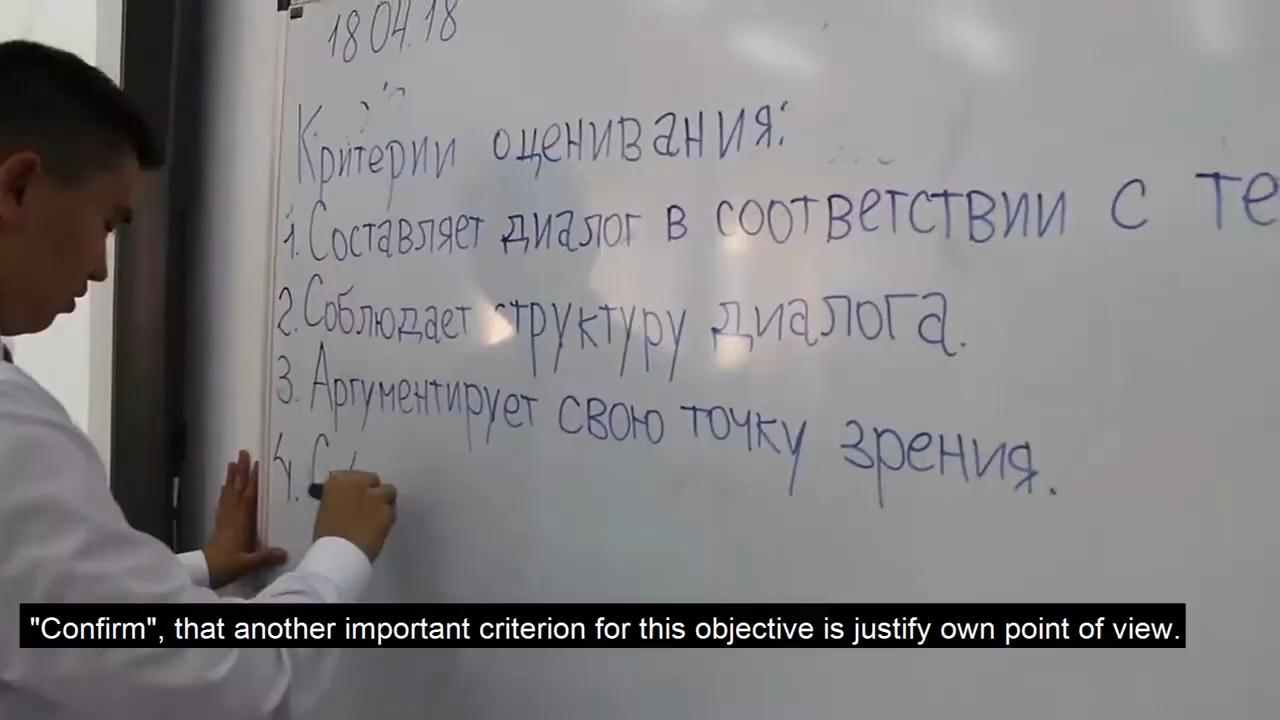 18.04.18
Критерии оценивания:
1. Составляет диалог в соответствии с те
2. Соблюдает структуру диалога.
3. Аргументирует свою точку зрения.
4. С
"Confirm", that another important criterion for this objective is justify own point of view.